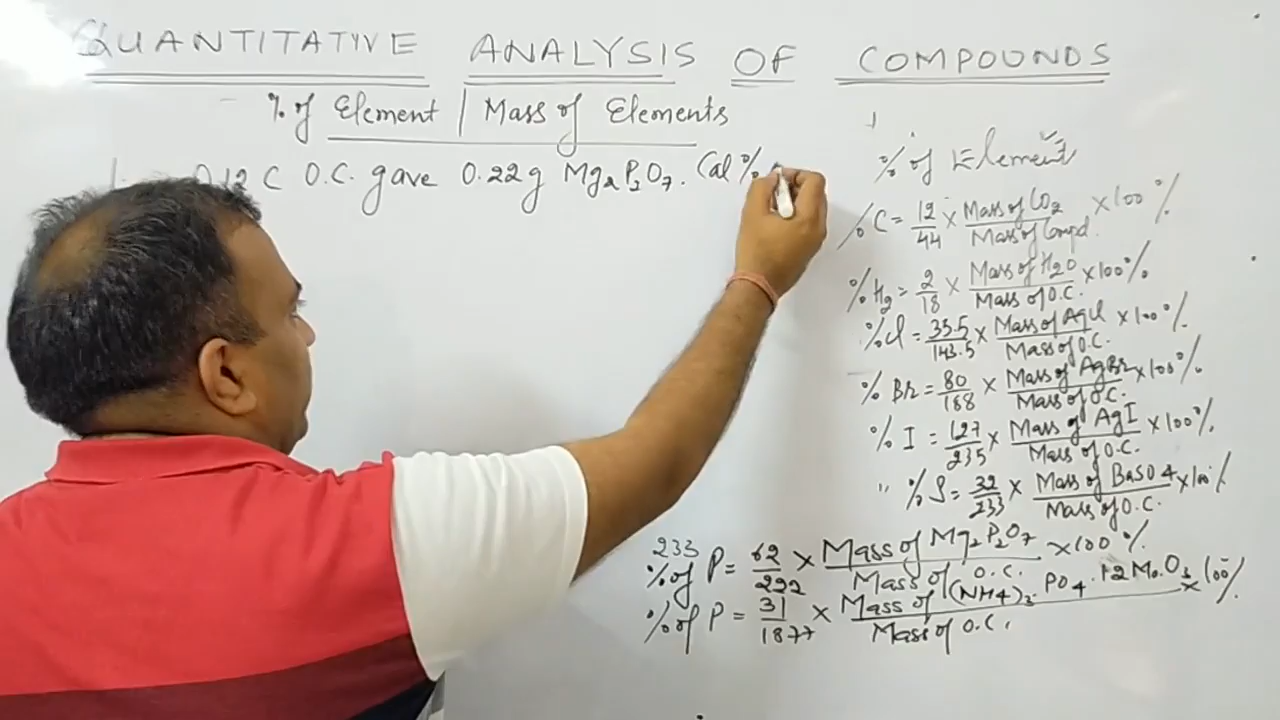 QUANTITATIVE ANALYSIS OF COMPOUNDS
% of Element | Mass of Elements
1. 0.12 C O.C. gave 0.22g Mg2P2O7. Cal %
% of Element
% C = 12/44 × Mass of CO2/Mass of Compd. × 100%
% H2 = 2/18 × Mass of H2O/Mass of O.C. × 100%.
% Cl = 35.5/143.5 × Mass of AgCl/Mass of O.C. × 100%.
% Br = 80/188 × Mass of AgBr/Mass of O.C. × 100%.
% I = 127/235 × Mass of AgI/Mass of O.C. × 100%.
" % S = 32/233 × Mass of BaSO4/Mass of O.C. × 100%
233
% of P = 62/222 × Mass of Mg2P2O7/Mass of O.C. × 100%.
% of P = 31/1877 × Mass of (NH4)3 PO4. 12MoO3/Mass of O.C. × 100%.